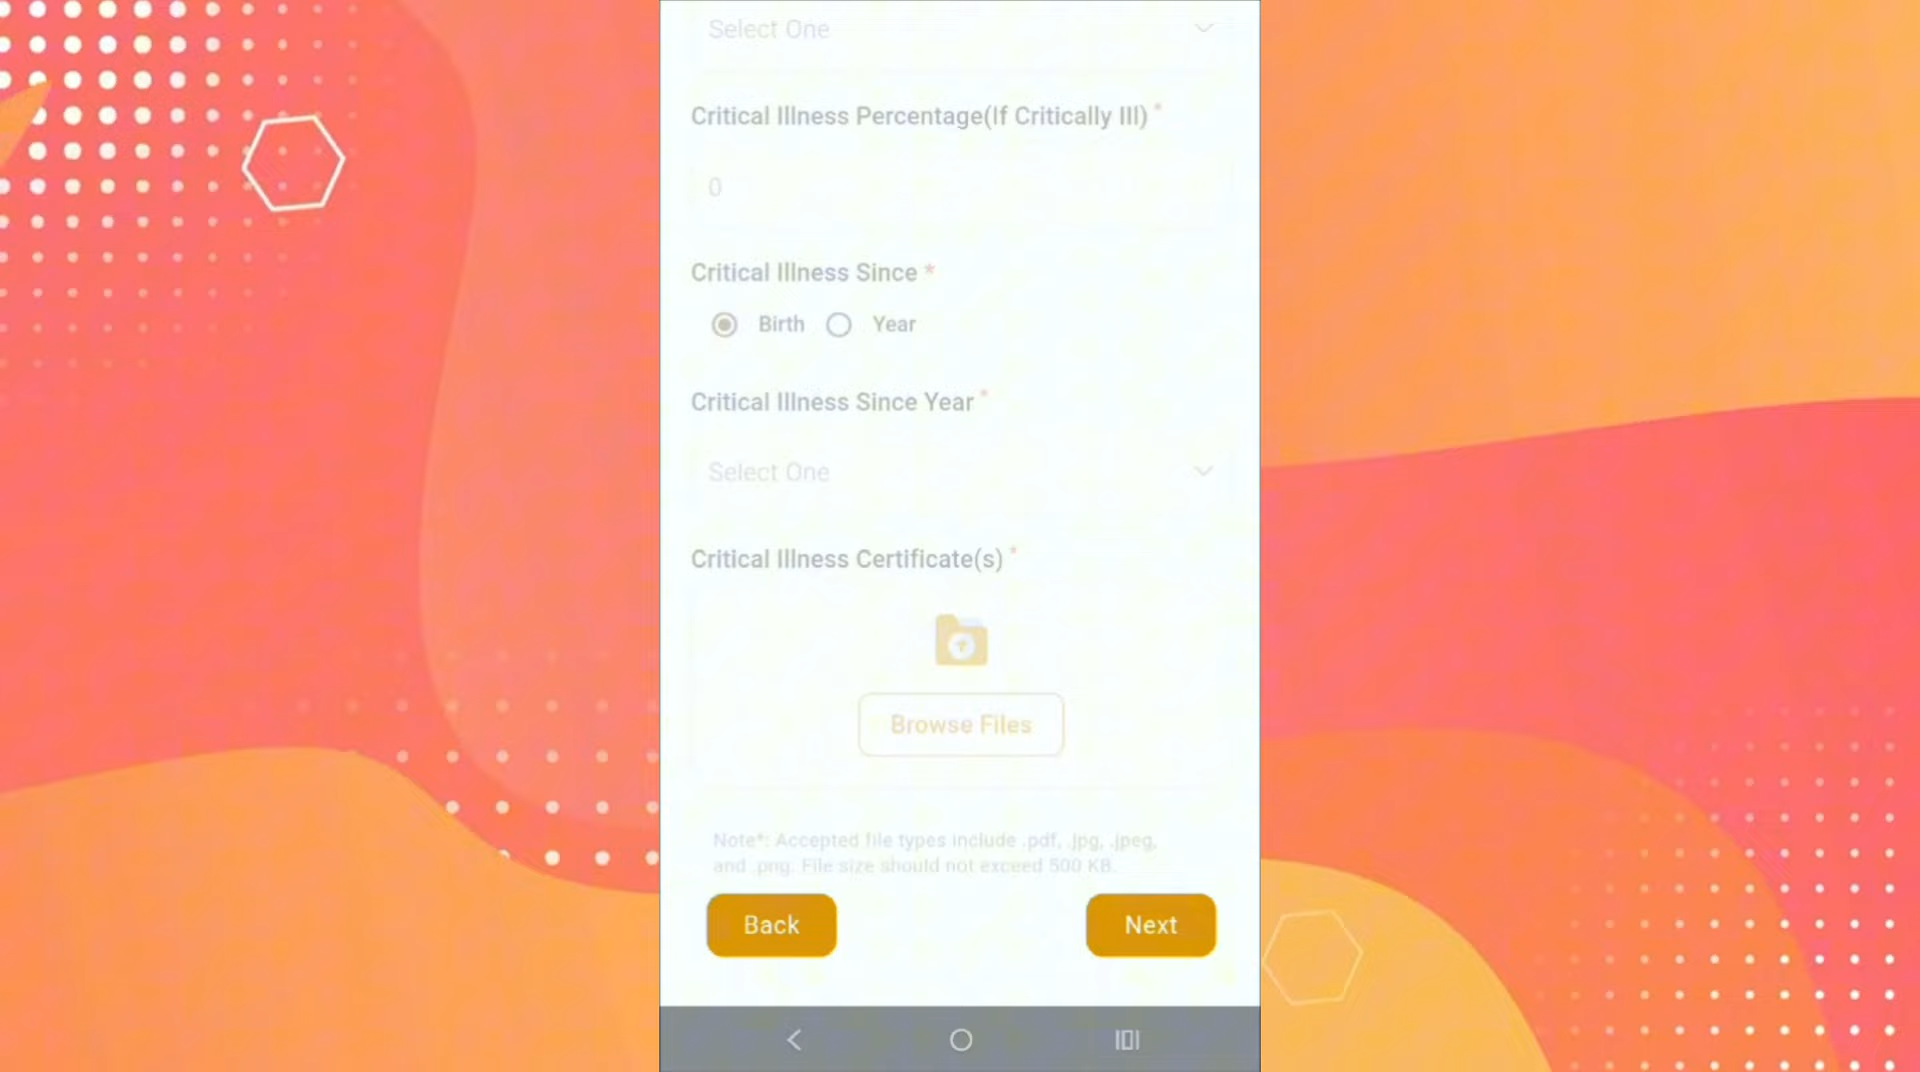 Select One
Critical Illness Percentage(If Critically Ill) *
0
Critical Illness Since *
Birth Year
Critical Illness Since Year *
Select One
Critical Illness Certificate(s) *
Browse Files
Note*: Accepted file types include .pdf, .jpg, .jpeg,
and .png. File size should not exceed 500 KB.
Back Next